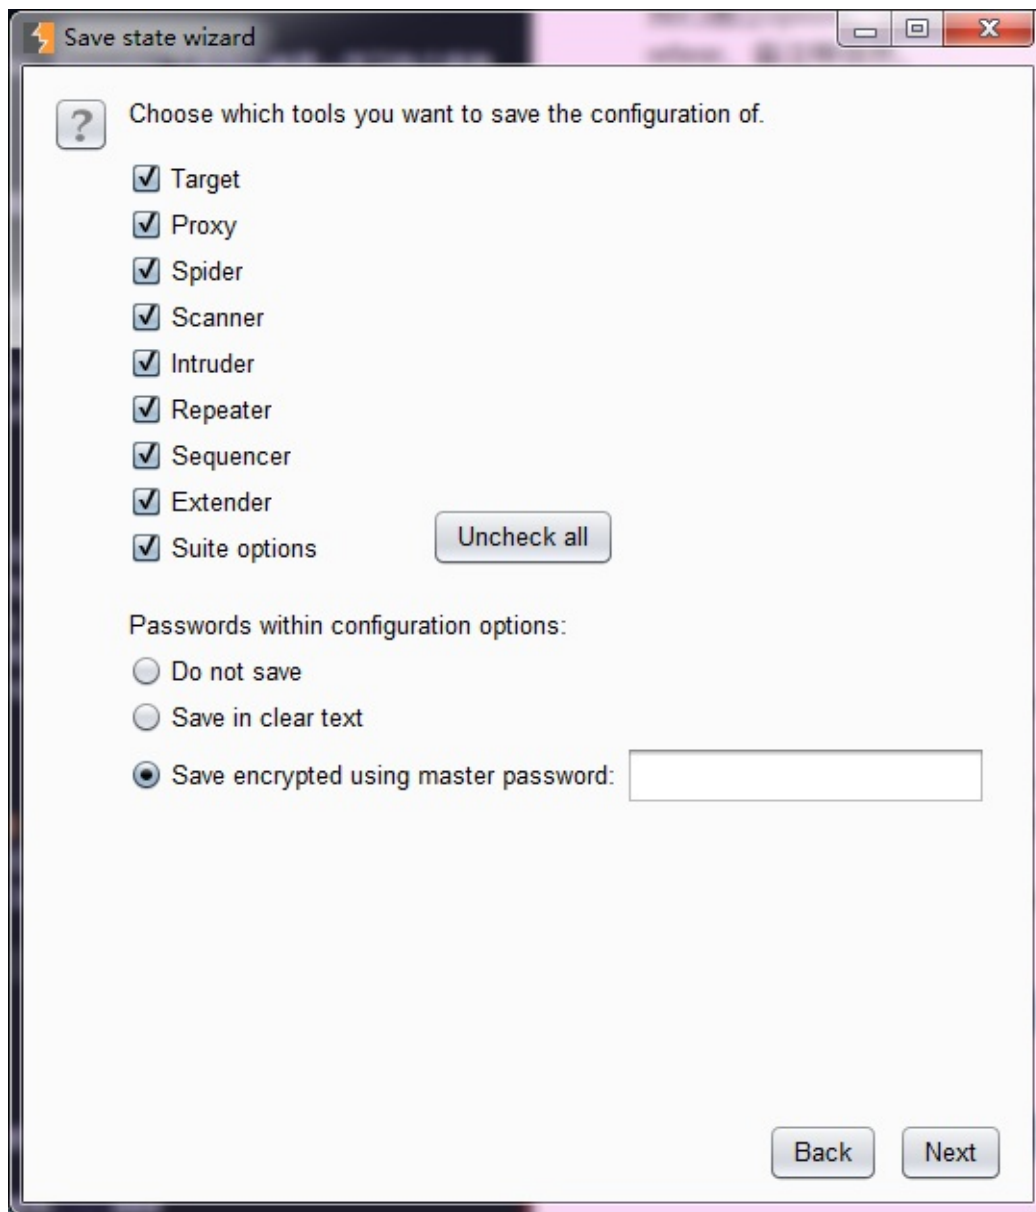 Save state wizard
Choose which tools you want to save the configuration of.
Target
Proxy
Spider
Scanner
Intruder
Repeater
Sequencer
Extender
Suite options
Uncheck all
Passwords within configuration options:
Do not save
Save in clear text
Save encrypted using master password:
Back
Next